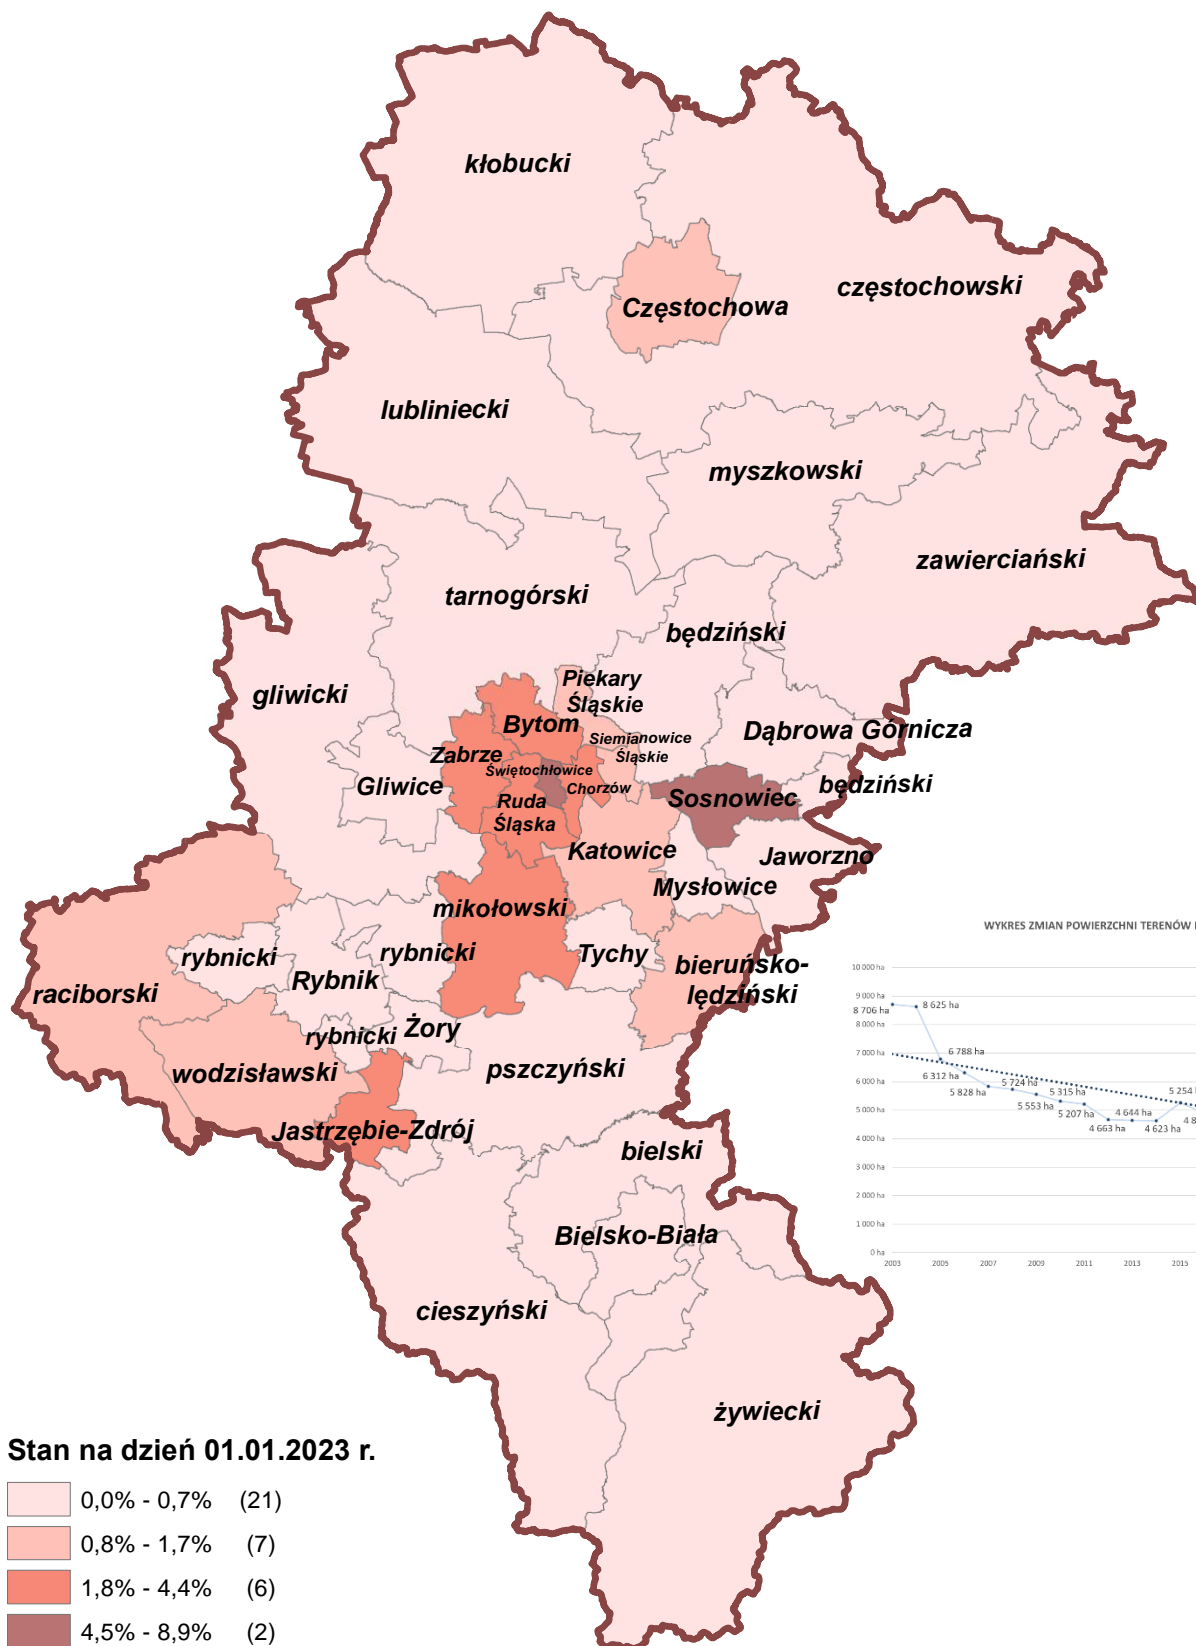 kłobucki
częstochowski
Częstochowa
lubliniecki
myszkowski
zawierciański
tarnogórski
będziński
gliwicki
Piekary
Śląskie
Bytom
Siemianowice
Śląskie
Dąbrowa Górnicza
Zabrze
Świętochłowice
Chorzów
Gliwice
Sosnowiec
będziński
Ruda
Śląska
Katowice
Jaworzno
Mysłowice
mikołowski
rybnicki
Rybnik
rybnicki
Tychy
bieruńsko-
lędziński
raciborski
rybnicki
Żory
wodzisławski
pszczyński
Jastrzębie-Zdrój
bielski
Bielsko-Biała
cieszyński
żywiecki
WYKRES ZMIAN POWIERZCHNI TERENÓW
10 000 ha
9 000 ha
8 706 ha
8 625 ha
8 000 ha
7 000 ha
6 788 ha
6 312 ha
6 000 ha
5 828 ha
5 724 ha
5 553 ha
5 315 ha
5 207 ha
5 254
5 000 ha
4 663 ha
4 644 ha
4 623 ha
4 8
4 000 ha
3 000 ha
2 000 ha
1 000 ha
0 ha
2003 2005 2007 2009 2011 2013 2015
Stan na dzień 01.01.2023 r.
0,0% - 0,7% (21)
0,8% - 1,7% (7)
1,8% - 4,4% (6)
4,5% - 8,9% (2)